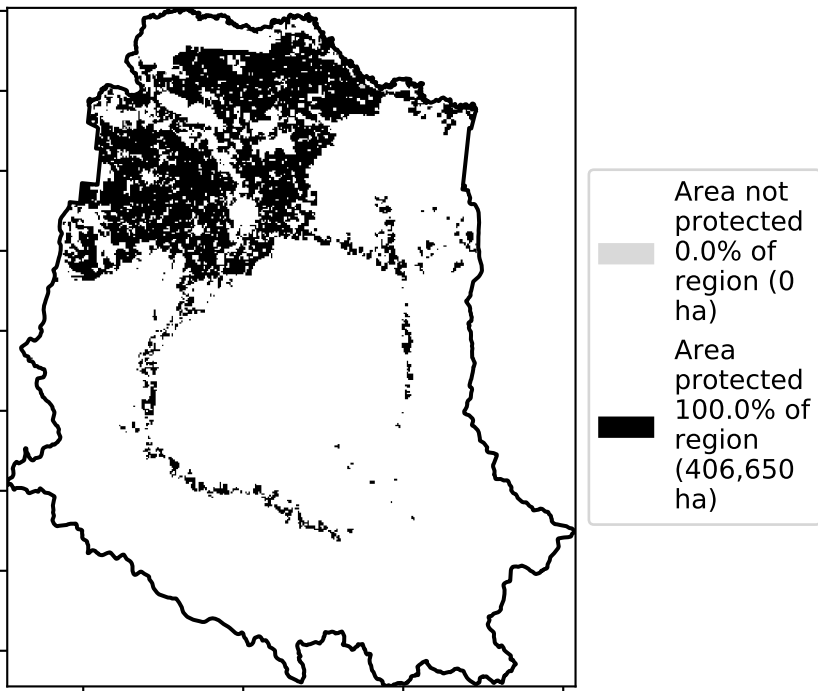 Area not
protected
0.0% of
region (0
ha)
Area
protected
100.0% of
region
(406,650
ha)